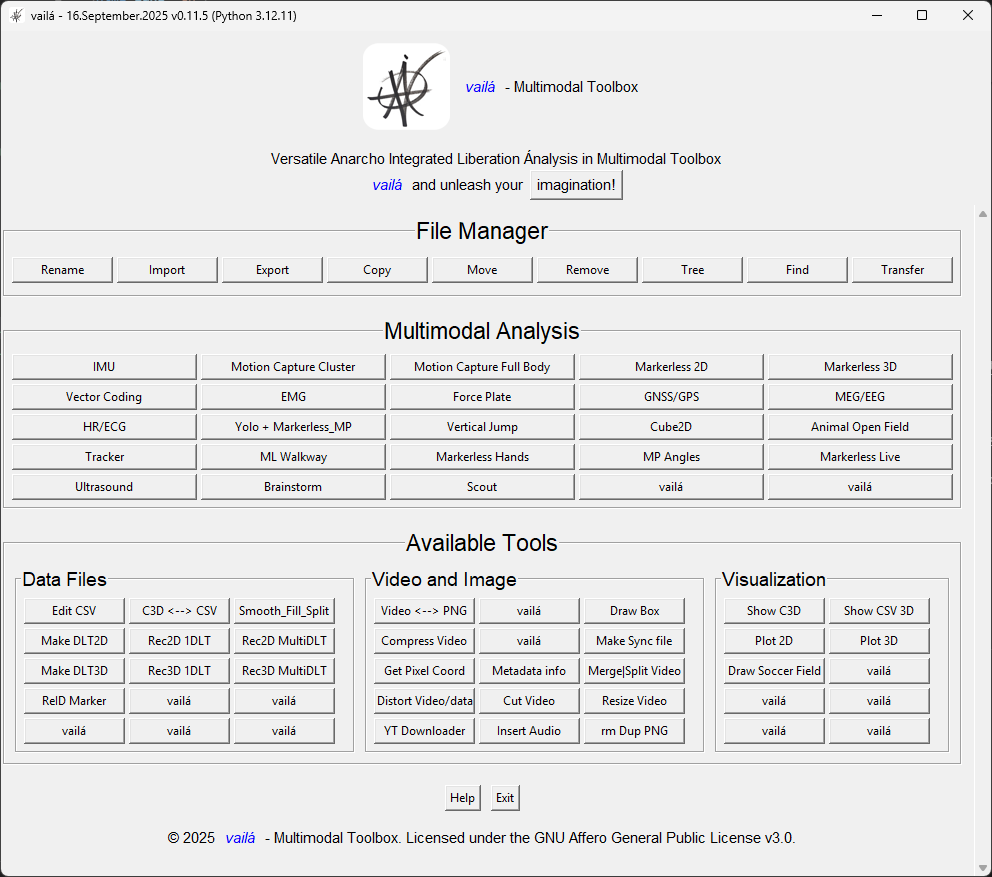 vailá - 16.September.2025 v0.11.5 (Python 3.12.11)
vailá - Multimodal Toolbox
Versatile Anarcho Integrated Liberation Ánalysis in Multimodal Toolbox
vailá and unleash your imagination!
File Manager
Rename Import Export Copy Move Remove Tree Find Transfer
Multimodal Analysis
IMU Motion Capture Cluster Motion Capture Full Body Markerless 2D Markerless 3D
Vector Coding EMG Force Plate GNSS/GPS MEG/EEG
HR/ECG Yolo + Markerless_MP Vertical Jump Cube2D Animal Open Field
Tracker ML Walkway Markerless Hands MP Angles Markerless Live
Ultrasound Brainstorm Scout vailá vailá
Available Tools
Data Files
Edit CSV C3D <--> CSV Smooth_Fill_Split
Make DLT2D Rec2D 1DLT Rec2D MultiDLT
Make DLT3D Rec3D 1DLT Rec3D MultiDLT
ReID Marker vailá vailá
vailá vailá vailá
Video and Image
Video <--> PNG vailá Draw Box
Compress Video vailá Make Sync file
Get Pixel Coord Metadata info Merge|Split Video
Distort Video/data Cut Video Resize Video
YT Downloader Insert Audio rm Dup PNG
Visualization
Show C3D Show CSV 3D
Plot 2D Plot 3D
Draw Soccer Field vailá
vailá vailá
vailá vailá
Help Exit
© 2025 vailá - Multimodal Toolbox. Licensed under the GNU Affero General Public License v3.0.